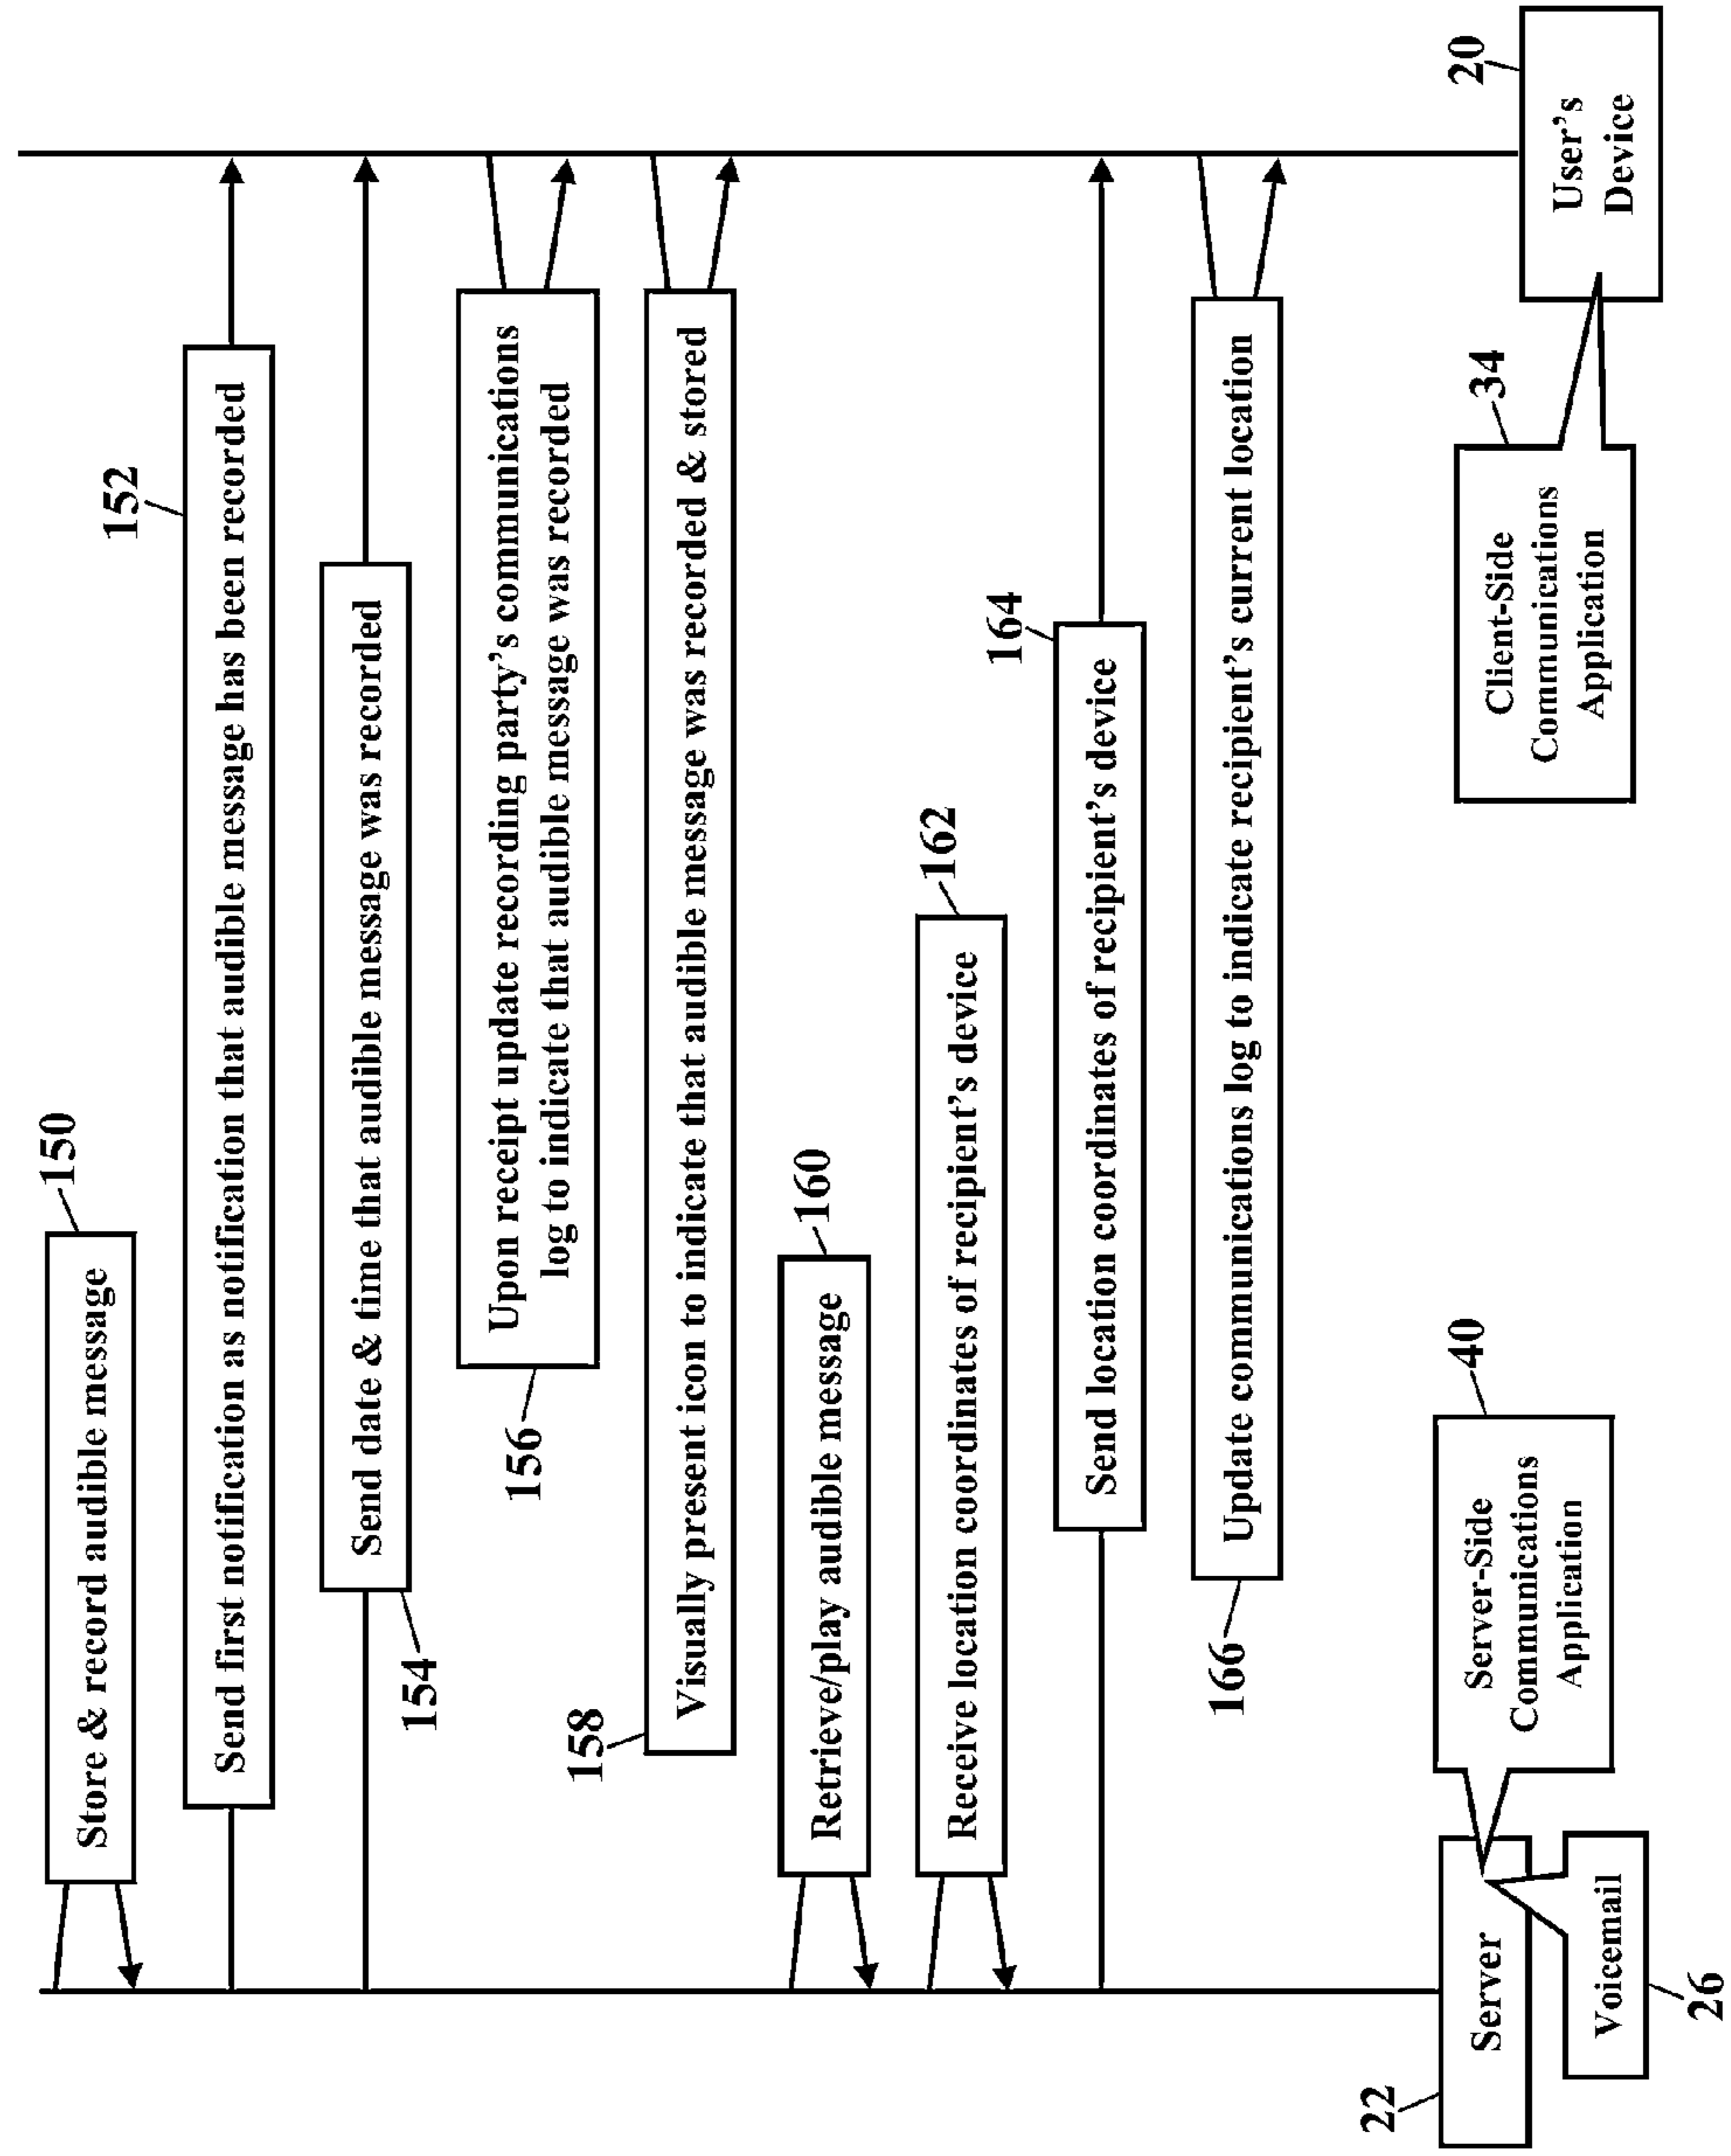 150
Store & record audible message
152
Send first notification as notification that audible message has been recorded
Send date & time that audible message was recorded
154
Upon receipt update recording party's communications
log to indicate that audible message was recorded
156
Visually present icon to indicate that audible message was recorded & stored
158
160
Retrieve/play audible message
162
Receive location coordinates of recipient's device
164
Send location coordinates of recipient's device
Update communications log to indicate recipient's current location
166
22
Server
Voicemail
26
40
Server-Side
Communications
Application
34
Client-Side
Communications
Application
20
User's
Device